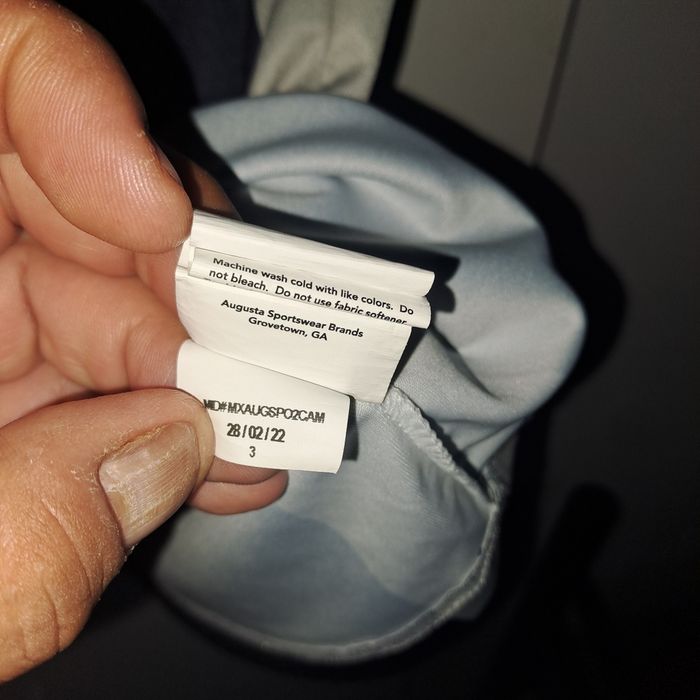 Machine wash cold with like colors. Do
not bleach. Do not use fabric softener
Augusta Sportswear Brands
Grovetown, GA
MID#MXAUGSPO2CAM
28/02/22
3